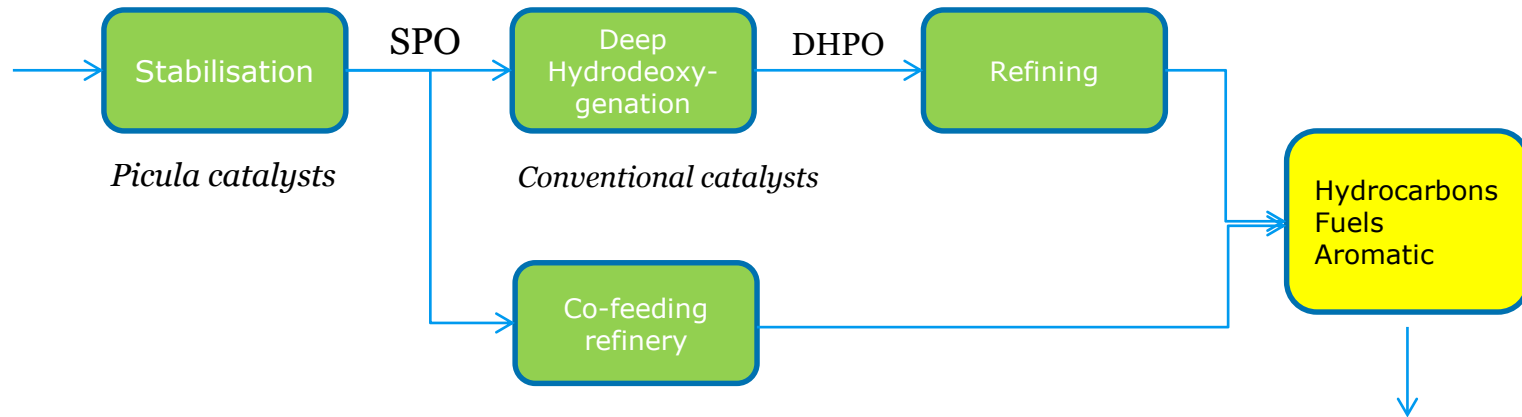 Stabilisation
SPO
Deep
Hydrodeoxy-
genation
DHPO
Refining
Picula catalysts
Conventional catalysts
Hydrocarbons
Fuels
Aromatic
Co-feeding
refinery